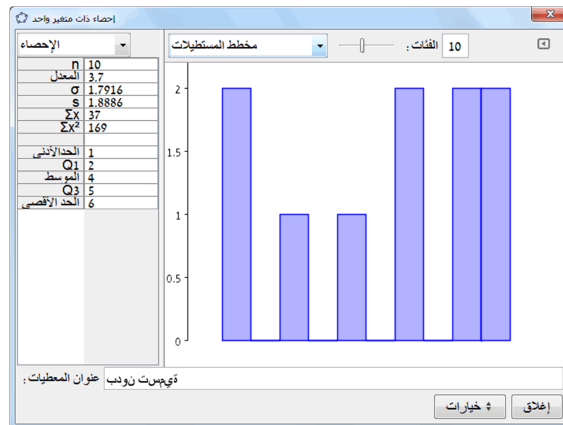 إحصاء ذات متغير واحد
الإحصاء
مخطط المستطيلات
الفئات: 10
n 10
المعدل 3.7
σ 1.7916
s 1.8886
Σx 37
Σx² 169
الحدالأدنى 1
Q1 2
الموسط 4
Q3 5
الحد الأقصى 6
2
1.5
1
0.5
0
عنوان المعطيات: ةيمست نودب
خيارات
إغلاق